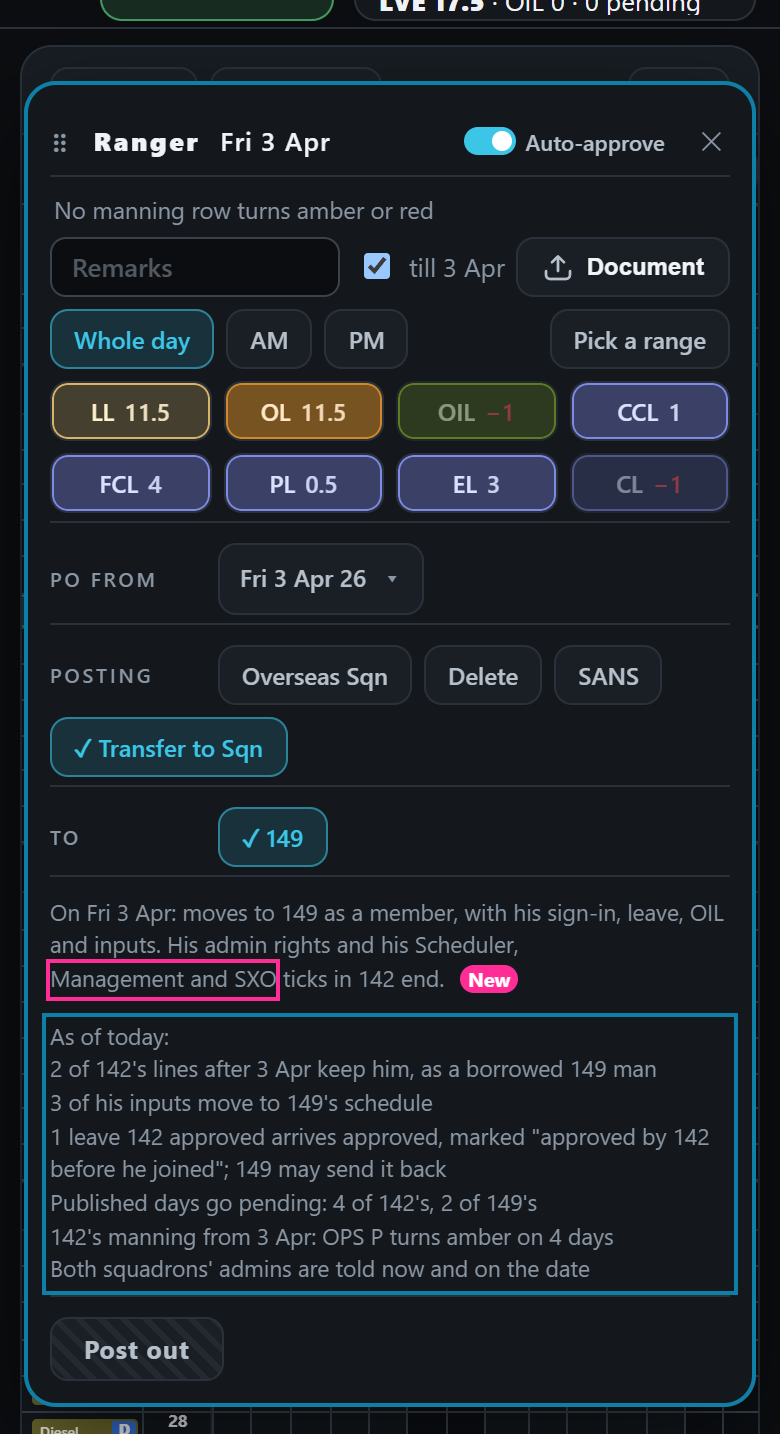 LVE 17.5 · OIL 0 · 0 pending
Ranger Fri 3 Apr Auto-approve
No manning row turns amber or red
Remarks till 3 Apr Document
Whole day AM PM Pick a range
LL 11.5 OL 11.5 OIL −1 CCL 1
FCL 4 PL 0.5 EL 3 CL −1
PO FROM Fri 3 Apr 26
POSTING Overseas Sqn Delete SANS
✓ Transfer to Sqn
TO ✓ 149
On Fri 3 Apr: moves to 149 as a member, with his sign-in, leave, OIL
and inputs. His admin rights and his Scheduler,
Management and SXO ticks in 142 end. New
As of today:
2 of 142's lines after 3 Apr keep him, as a borrowed 149 man
3 of his inputs move to 149's schedule
1 leave 142 approved arrives approved, marked "approved by 142
before he joined"; 149 may send it back
Published days go pending: 4 of 142's, 2 of 149's
142's manning from 3 Apr: OPS P turns amber on 4 days
Both squadrons' admins are told now and on the date
Post out
28
Diesel D